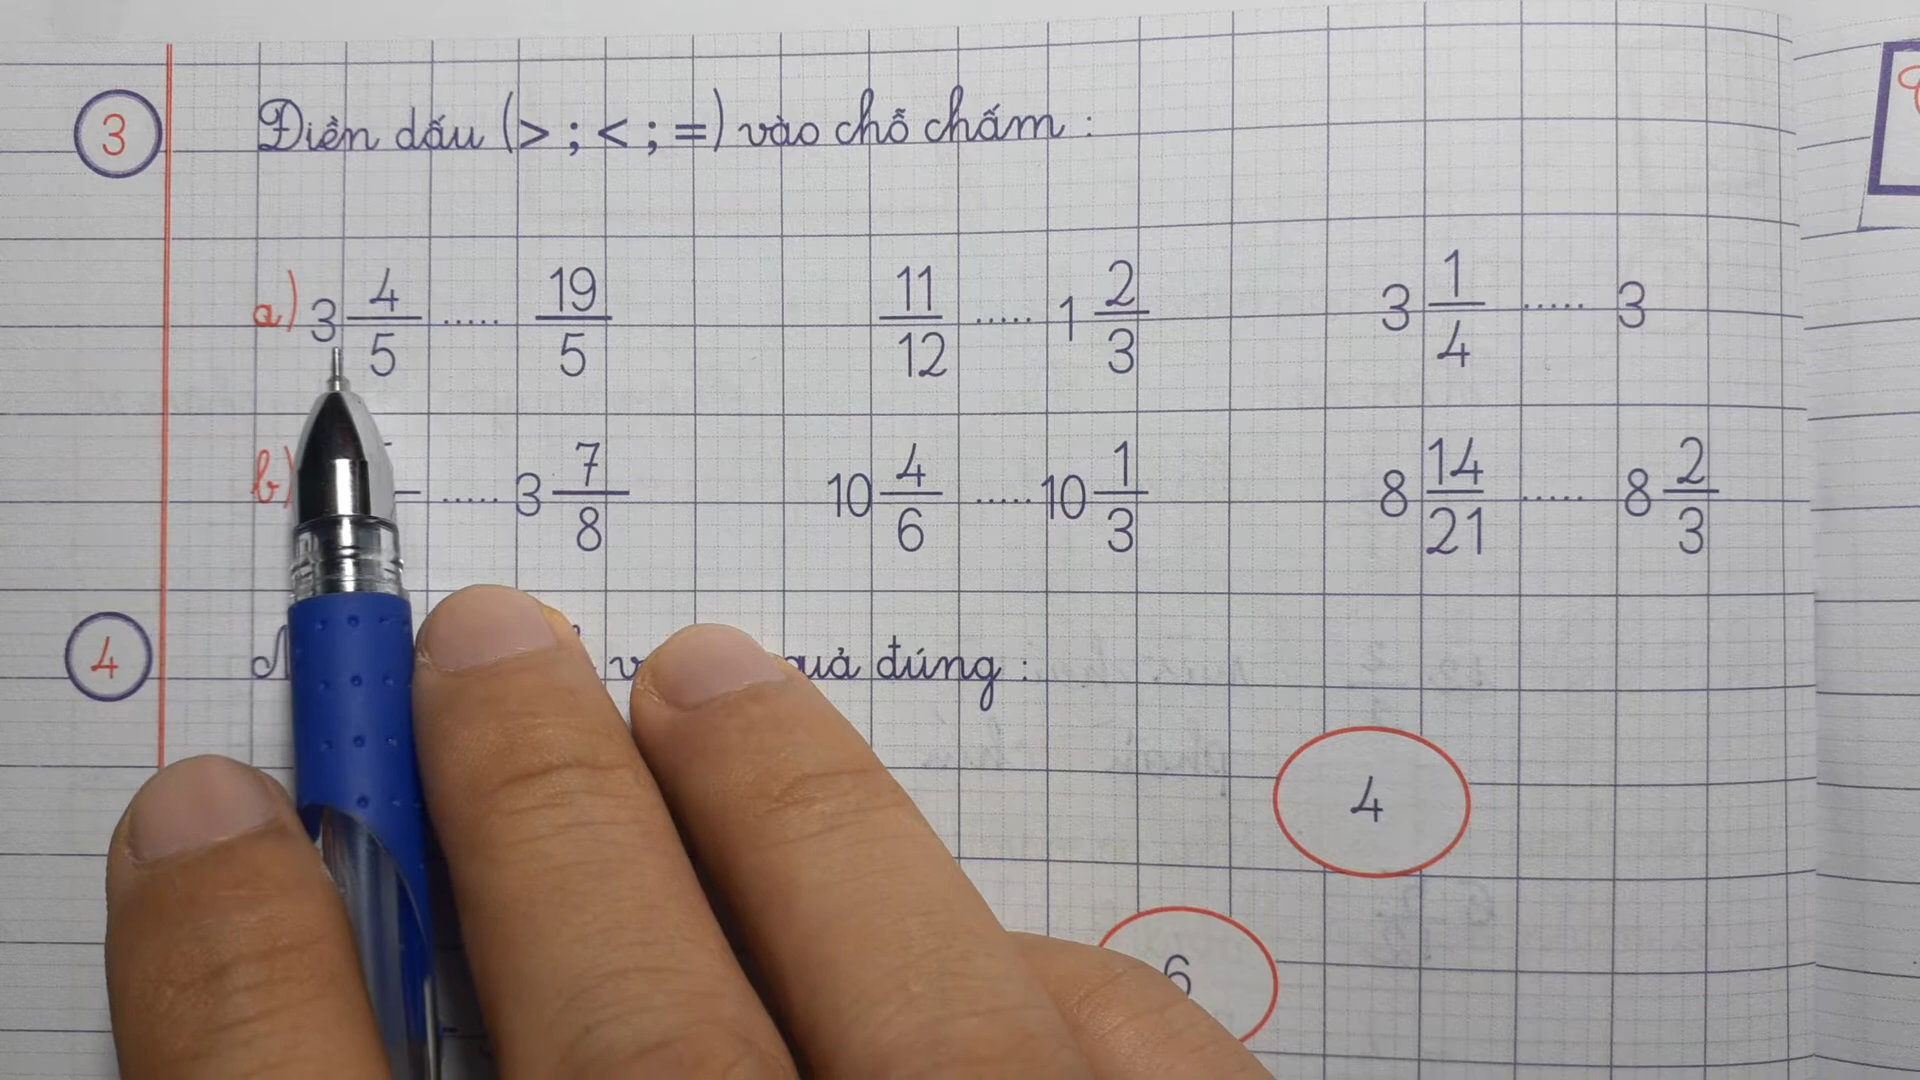 3 Điền dấu (> ; < ; =) vào chỗ chấm :
a) 3 4/5 ..... 19/5 11/12 ..... 1 2/3 3 1/4 ..... 3
b) ..... 3 7/8 10 4/6 ..... 10 1/3 8 14/21 ..... 8 2/3
4 quả đúng :
4
6